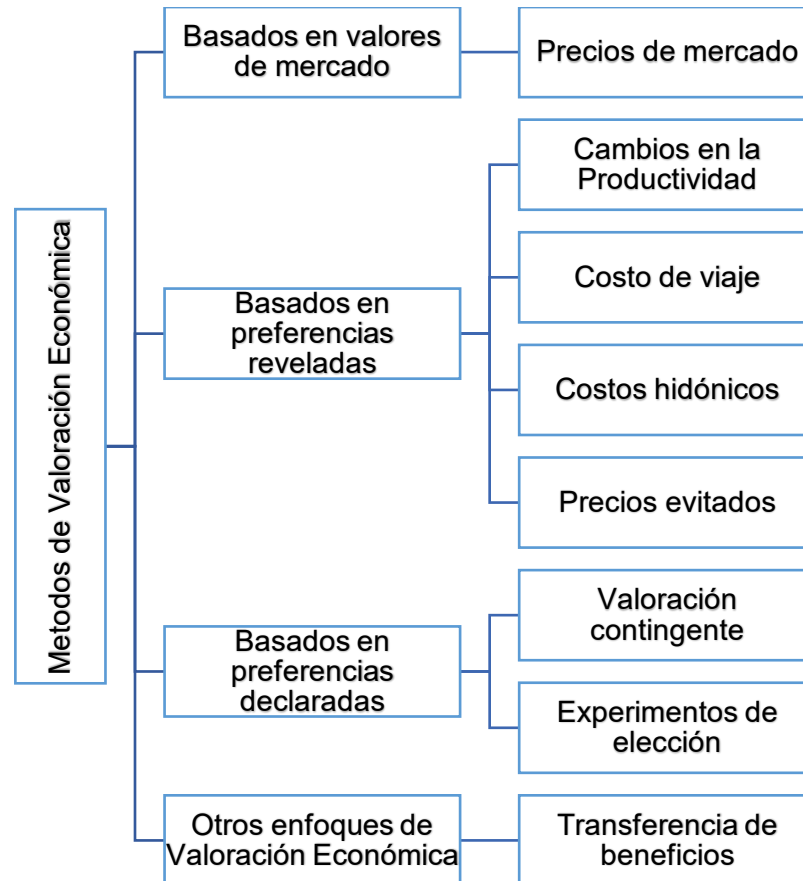 Metodos de Valoración Económica
Basados en valores
de mercado
Precios de mercado
Basados en
preferencias
reveladas
Cambios en la
Productividad
Costo de viaje
Costos hidónicos
Precios evitados
Basados en
preferencias
declaradas
Valoración
contingente
Experimentos de
elección
Otros enfoques de
Valoración Económica
Transferencia de
beneficios